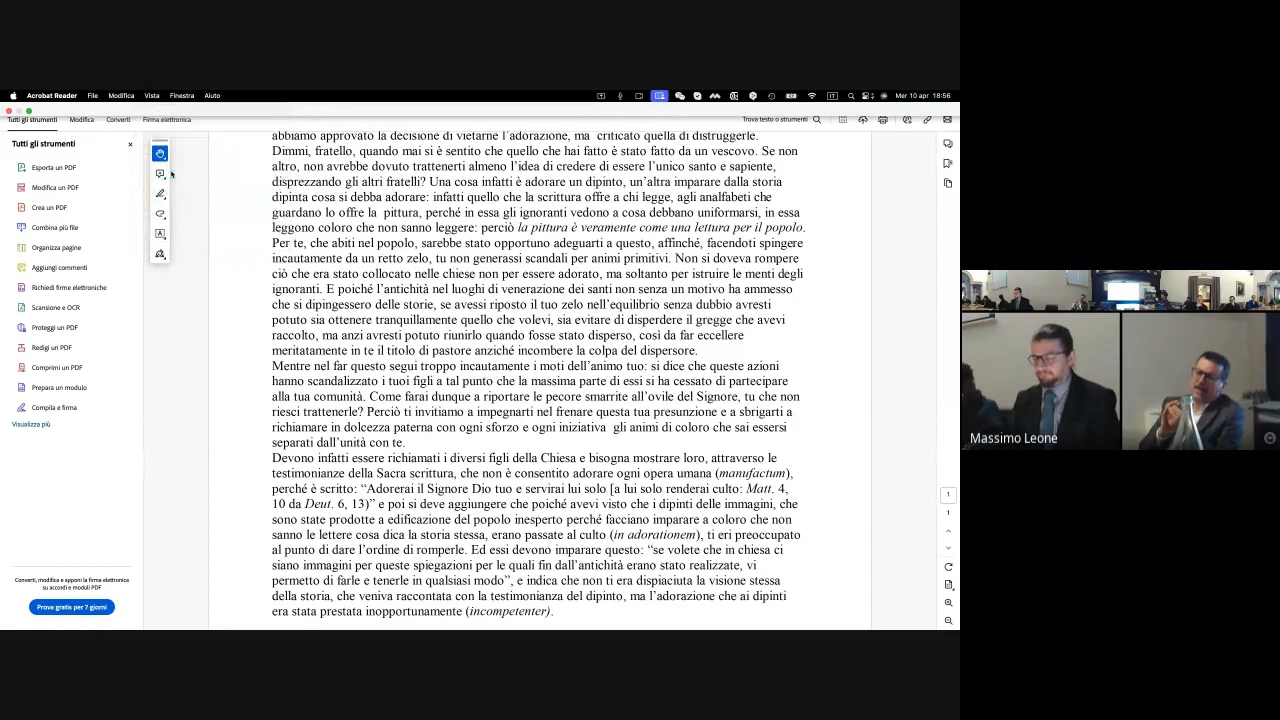 Acrobat Reader File Modifica Vista Finestra Aiuto
Mer 10 apr 18:56
Tutti gli strumenti Modifica Converti Firma elettronica
Trova testo o strumenti
Tutti gli strumenti
Esporta un PDF
Modifica un PDF
Crea un PDF
Combina più file
Organizza pagine
Aggiungi commenti
Richiedi firme elettroniche
Scansione e OCR
Proteggi un PDF
Redigi un PDF
Comprimi un PDF
Prepara un modulo
Compila e firma
Visualizza più
Converti, modifica e apponi la firma elettronica
su accordi e moduli PDF
Prova gratis per 7 giorni
abbiamo approvato la decisione di vietarne l’adorazione, ma criticato quella di distruggerle.
Dimmi, fratello, quando mai si è sentito che quello che hai fatto è stato fatto da un vescovo. Se non
altro, non avrebbe dovuto trattenerti almeno l’idea di credere di essere l’unico santo e sapiente,
disprezzando gli altri fratelli? Una cosa infatti è adorare un dipinto, un’altra imparare dalla storia
dipinta cosa si debba adorare: infatti quello che la scrittura offre a chi legge, agli analfabeti che
guardano lo offre la pittura, perché in essa gli ignoranti vedono a cosa debbano uniformarsi, in essa
leggono coloro che non sanno leggere: perciò la pittura è veramente come una lettura per il popolo.
Per te, che abiti nel popolo, sarebbe stato opportuno adeguarti a questo, affinché, facendoti spingere
incautamente da un retto zelo, tu non generassi scandali per animi primitivi. Non si doveva rompere
ciò che era stato collocato nelle chiese non per essere adorato, ma soltanto per istruire le menti degli
ignoranti. E poiché l’antichità nel luoghi di venerazione dei santi non senza un motivo ha ammesso
che si dipingessero delle storie, se avessi riposto il tuo zelo nell’equilibrio senza dubbio avresti
potuto sia ottenere tranquillamente quello che volevi, sia evitare di disperdere il gregge che avevi
raccolto, ma anzi avresti potuto riunirlo quando fosse stato disperso, così da far eccellere
meritatamente in te il titolo di pastore anziché incombere la colpa del dispersore.
Mentre nel far questo segui troppo incautamente i moti dell’animo tuo: si dice che queste azioni
hanno scandalizzato i tuoi figli a tal punto che la massima parte di essi si ha cessato di partecipare
alla tua comunità. Come farai dunque a riportare le pecore smarrite all’ovile del Signore, tu che non
riesci trattenerle? Perciò ti invitiamo a impegnarti nel frenare questa tua presunzione e a sbrigarti a
richiamare in dolcezza paterna con ogni sforzo e ogni iniziativa gli animi di coloro che sai essersi
separati dall’unità con te.
Devono infatti essere richiamati i diversi figli della Chiesa e bisogna mostrare loro, attraverso le
testimonianze della Sacra scrittura, che non è consentito adorare ogni opera umana (manufactum),
perché è scritto: “Adorerai il Signore Dio tuo e servirai lui solo [a lui solo renderai culto: Matt. 4,
10 da Deut. 6, 13)” e poi si deve aggiungere che poiché avevi visto che i dipinti delle immagini, che
sono state prodotte a edificazione del popolo inesperto perché facciano imparare a coloro che non
sanno le lettere cosa dica la storia stessa, erano passate al culto (in adorationem), ti eri preoccupato
al punto di dare l’ordine di romperle. Ed essi devono imparare questo: “se volete che in chiesa ci
siano immagini per queste spiegazioni per le quali fin dall’antichità erano stato realizzate, vi
permetto di farle e tenerle in qualsiasi modo”, e indica che non ti era dispiaciuta la visione stessa
della storia, che veniva raccontata con la testimonianza del dipinto, ma l’adorazione che ai dipinti
era stata prestata inopportunamente (incompetenter).
1
1
Massimo Leone